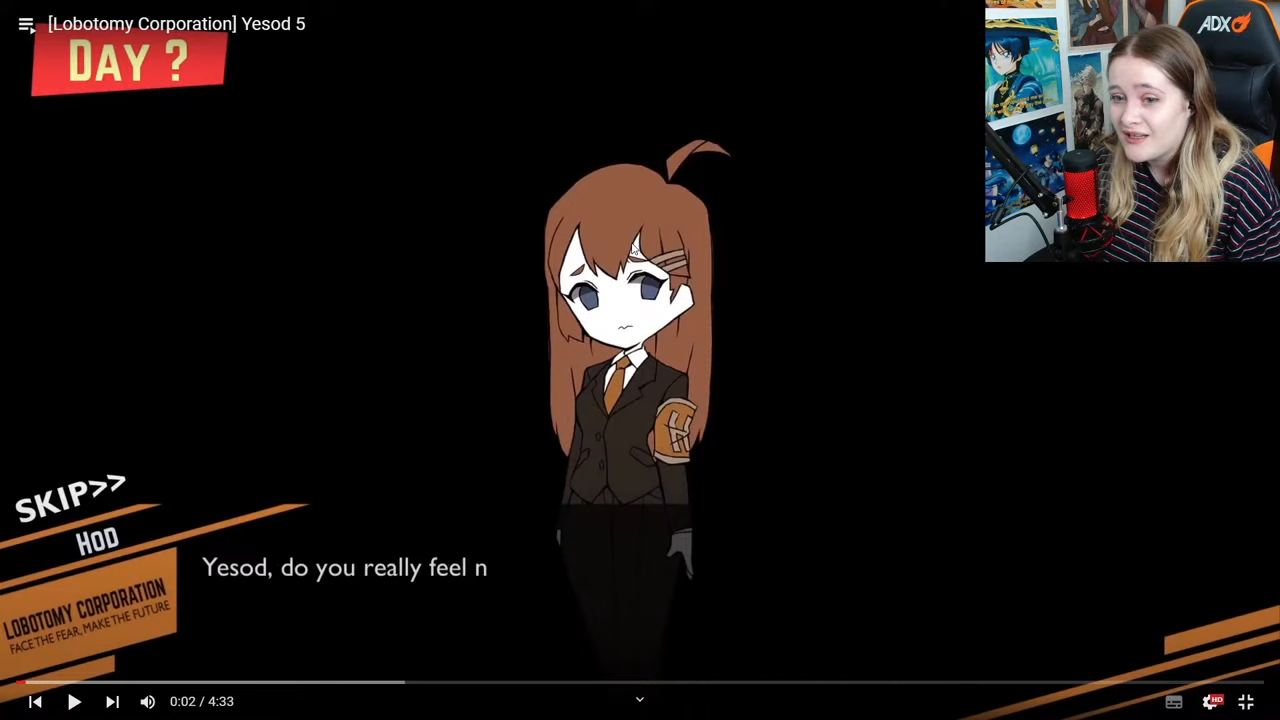 [Lobotomy Corporation] Yesod 5
DAY ?
ADX
SKIP>>
HOD
Yesod, do you really feel n
LOBOTOMY CORPORATION
FACE THE FEAR, MAKE THE FUTURE
H
0:02 / 4:33
HD